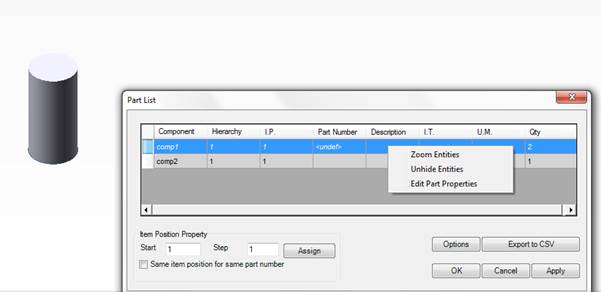 Part List
Component Hierarchy I.P. Part Number Description I.T. U.M. Qty
comp1 1 1 <undef> 2
comp2 1 1 1
Zoom Entities
Unhide Entities
Edit Part Properties
Item Position Property
Start 1 Step 1 Assign
Same item position for same part number
Options Export to CSV
OK Cancel Apply